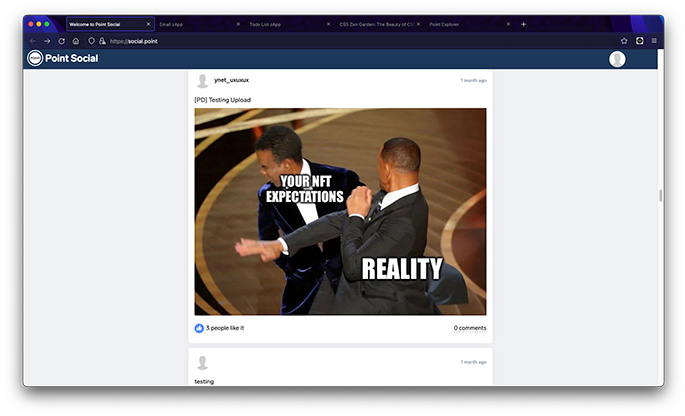 Welcome to Point Social
Email zApp
Todo List zApp
CSS Zen Garden: The Beauty of CS
Point Explorer
https://social.point
POINT
Point Social
ynet_uxuxux
1 month ago
[PD] Testing Upload
YOUR NFT
EXPECTATIONS
REALITY
3 people like it
0 comments
1 month ago
testing